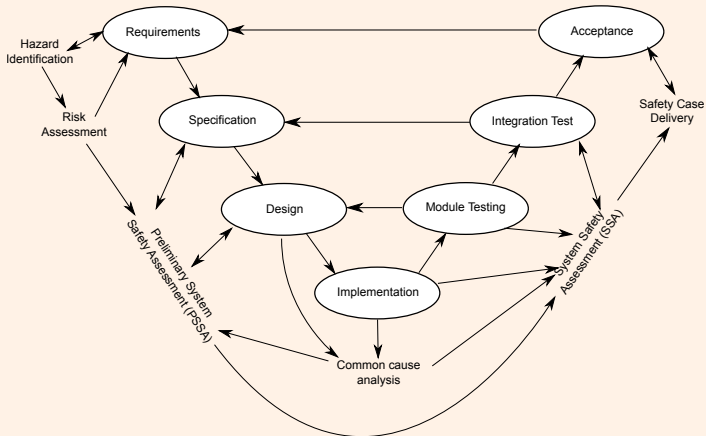 Requirements
Acceptance
Hazard
Identification
Safety Case
Delivery
Risk
Assessment
Specification
Integration Test
Design
Module Testing
Preliminary System
Safety Assessment (PSSA)
System Safety
Assessment (SSA)
Implementation
Common cause
analysis